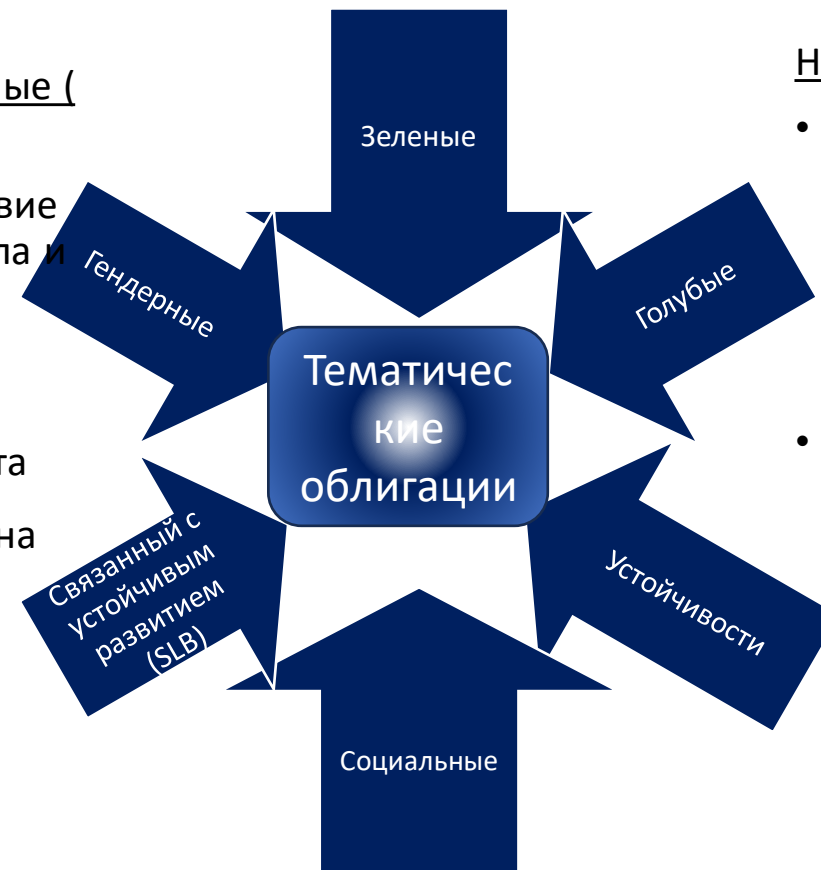 ые (
вие
ла и
та
на
Н
•
•
Зеленые
Гендерные
Голубые
Тематичес
кие
облигации
Связанный с
устойчивым
развитием
(SLB)
Устойчивости
Социальные